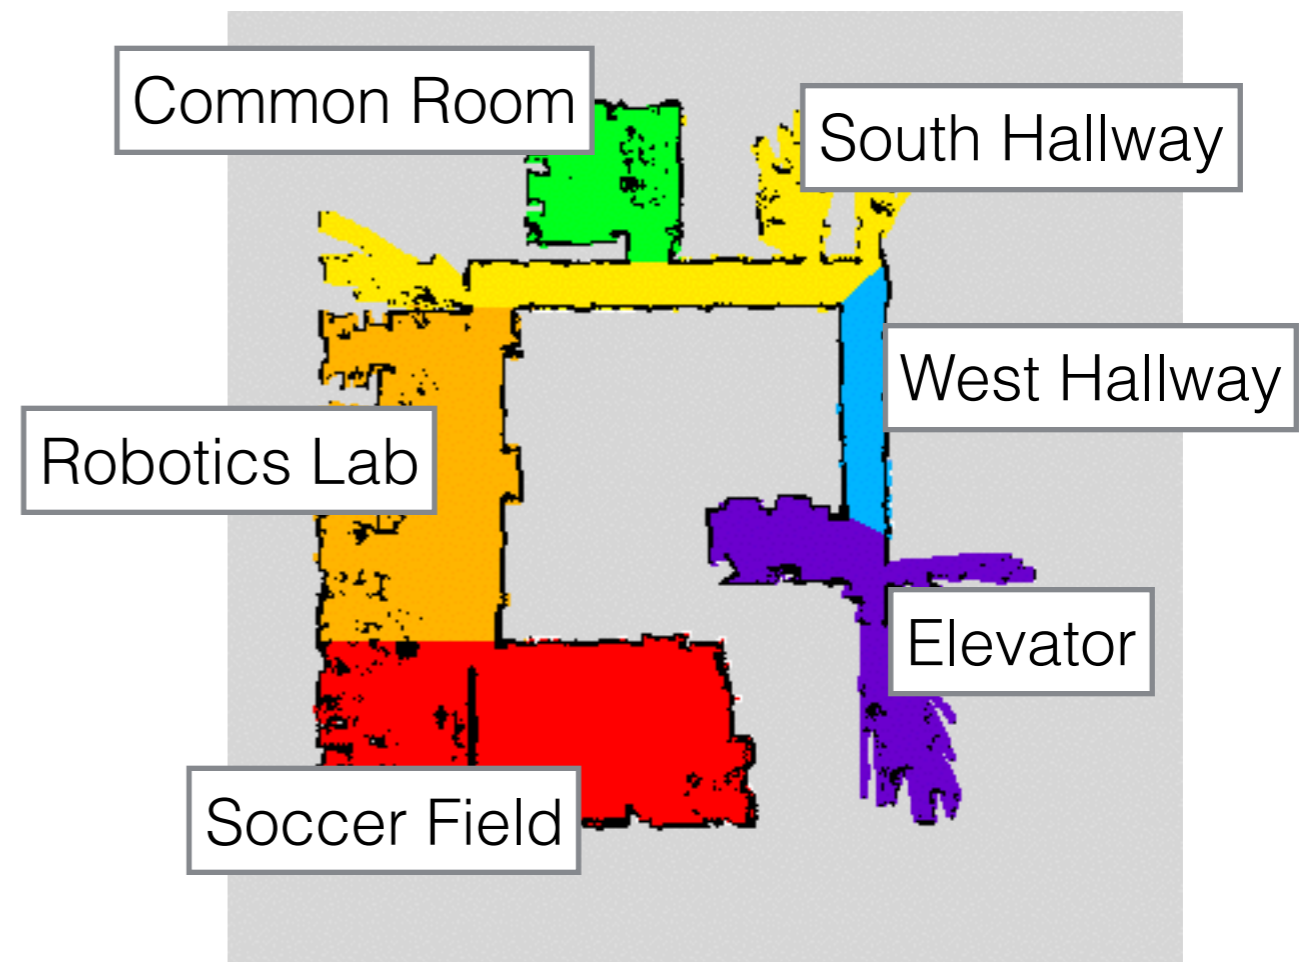 Common Room
South Hallway
West Hallway
Robotics Lab
Elevator
Soccer Field